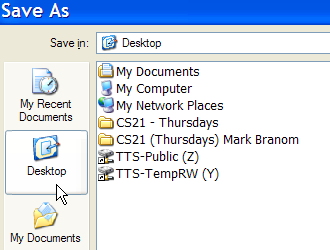 Save As
Save in:
Desktop
My Recent
Documents
Desktop
My Documents
My Documents
My Computer
My Network Places
CS21 - Thursdays
CS21 (Thursdays) Mark Branom
TTS-Public (Z)
TTS-TempRW (Y)